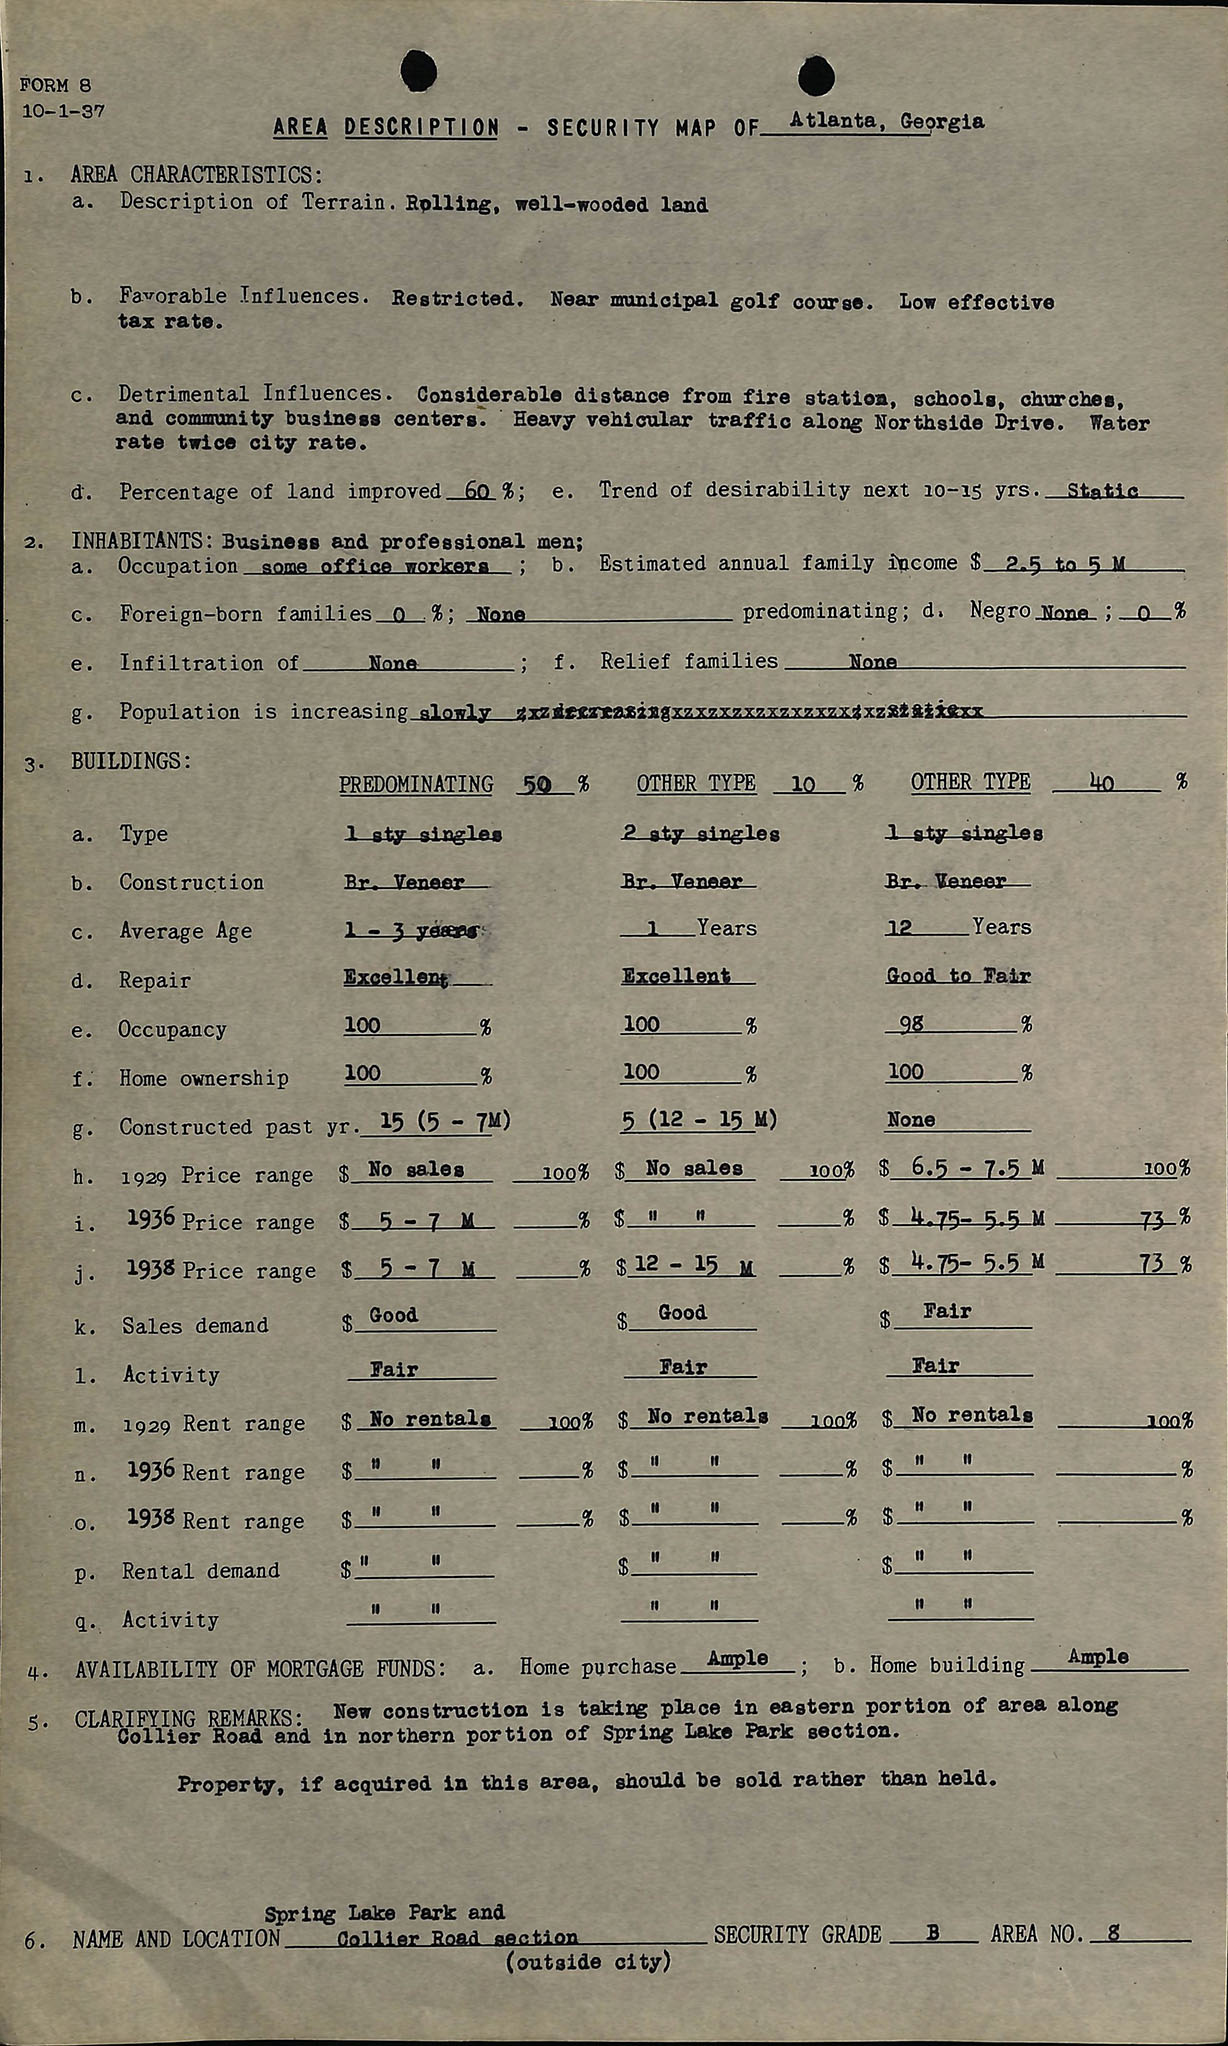 FORM 8
10-1-37
AREA DESCRIPTION - SECURITY MAP OF Atlanta, Georgia
1. AREA CHARACTERISTICS:
a. Description of Terrain. Rolling, well-wooded land
b. Favorable Influences. Restricted. Near municipal golf course. Low effective
tax rate.
c. Detrimental Influences. Considerable distance from fire station, schools, churches,
and community business centers. Heavy vehicular traffic along Northside Drive. Water
rate twice city rate.
d. Percentage of land improved 60 %; e. Trend of desirability next 10-15 yrs. Static
2. INHABITANTS: Business and professional men;
a. Occupation some office workers ; b. Estimated annual family income $ 2.5 to 5 M
c. Foreign-born families 0 %; None predominating; d. Negro None ; 0 %
e. Infiltration of None ; f. Relief families None
g. Population is increasing slowly decreasing static
3. BUILDINGS:
PREDOMINATING 50 % OTHER TYPE 10 % OTHER TYPE 40 %
a. Type 1 sty singles 2 sty singles 1 sty singles
b. Construction Br. Veneer Br. Veneer Br. Veneer
c. Average Age 1 - 3 years 1 Years 12 Years
d. Repair Excellent Excellent Good to Fair
e. Occupancy 100 % 100 % 98 %
f. Home ownership 100 % 100 % 100 %
g. Constructed past yr. 15 (5 - 7M) 5 (12 - 15 M) None
h. 1929 Price range $ No sales 100% $ No sales 100% $ 6.5 - 7.5 M 100%
i. 1936 Price range $ 5 - 7 M % $ " " % $ 4.75- 5.5 M 73 %
j. 1938 Price range $ 5 - 7 M % $ 12 - 15 M % $ 4.75- 5.5 M 73 %
k. Sales demand $ Good $ Good $ Fair
l. Activity Fair Fair Fair
m. 1929 Rent range $ No rentals 100% $ No rentals 100% $ No rentals 100%
n. 1936 Rent range $ " " % $ " " % $ " " %
o. 1938 Rent range $ " " % $ " " % $ " " %
p. Rental demand $ " " $ " " $ " "
q. Activity " " " " " "
4. AVAILABILITY OF MORTGAGE FUNDS: a. Home purchase Ample ; b. Home building Ample
5. CLARIFYING REMARKS: New construction is taking place in eastern portion of area along
Collier Road and in northern portion of Spring Lake Park section.
Property, if acquired in this area, should be sold rather than held.
Spring Lake Park and
6. NAME AND LOCATION Collier Road section SECURITY GRADE B AREA NO. 8
(outside city)